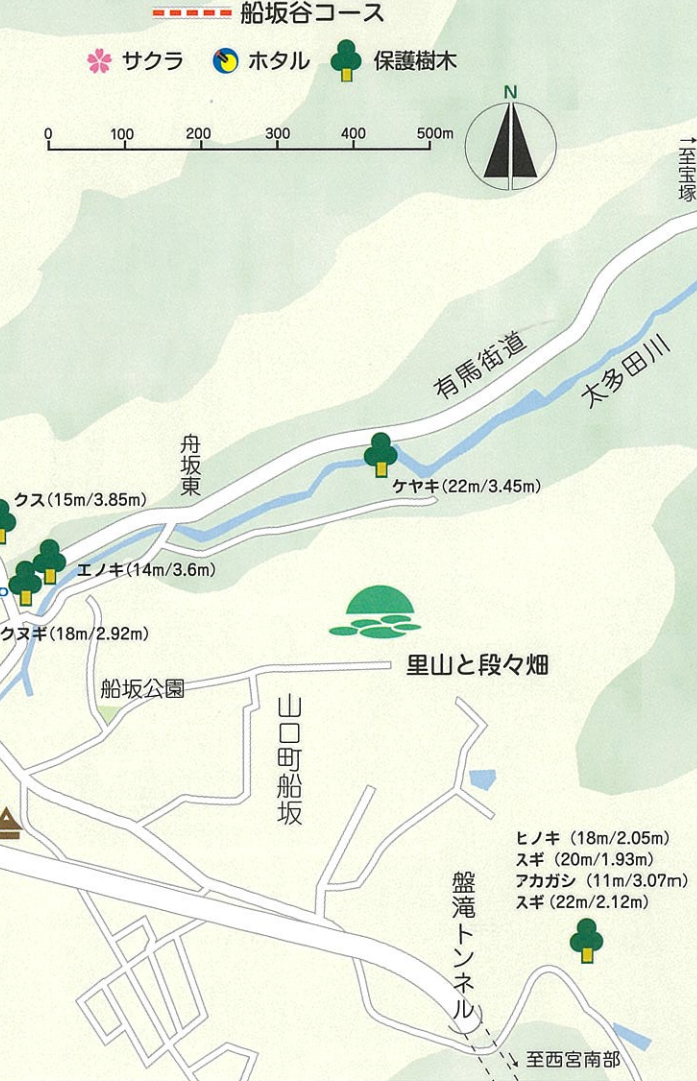 船坂谷コース
サクラ ホタル 保護樹木
0 100 200 300 400 500m
N
→至宝塚
有馬街道
太多田川
舟坂東
ケヤキ(22m/3.45m)
クス(15m/3.85m)
エノキ(14m/3.6m)
クヌギ(18m/2.92m)
里山と段々畑
船坂公園
山口町船坂
ヒノキ (18m/2.05m)
スギ (20m/1.93m)
アカガシ (11m/3.07m)
スギ (22m/2.12m)
盤滝トンネル
至西宮南部